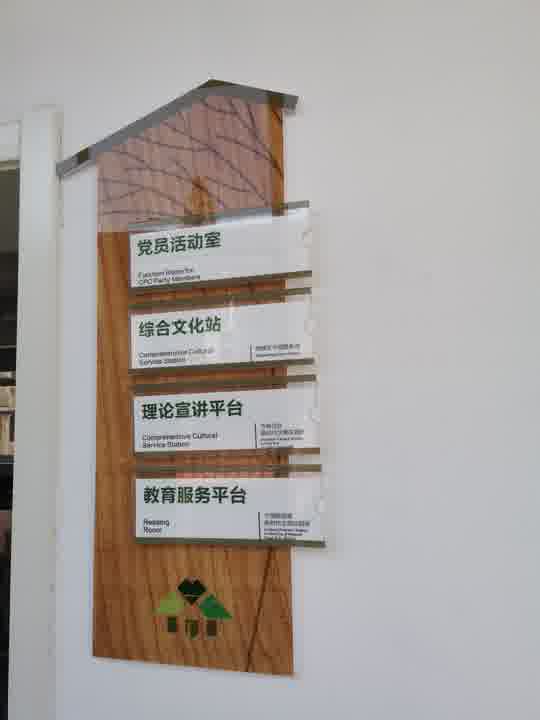 党员活动室
Function Room for
CPC Party Members
综合文化站
Comprehensive Cultural
Service Station
理论宣讲平台
Comprehensive Cultural
Service Station
教育服务平台
Reading
Room